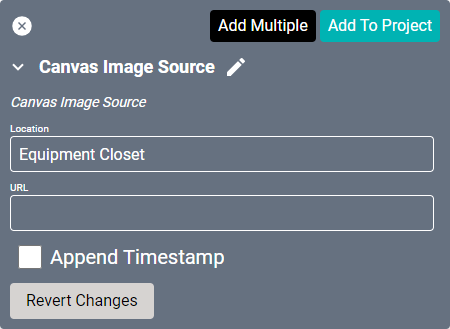 Add Multiple Add To Project
Canvas Image Source
Canvas Image Source
Location
Equipment Closet
URL
Append Timestamp
Revert Changes